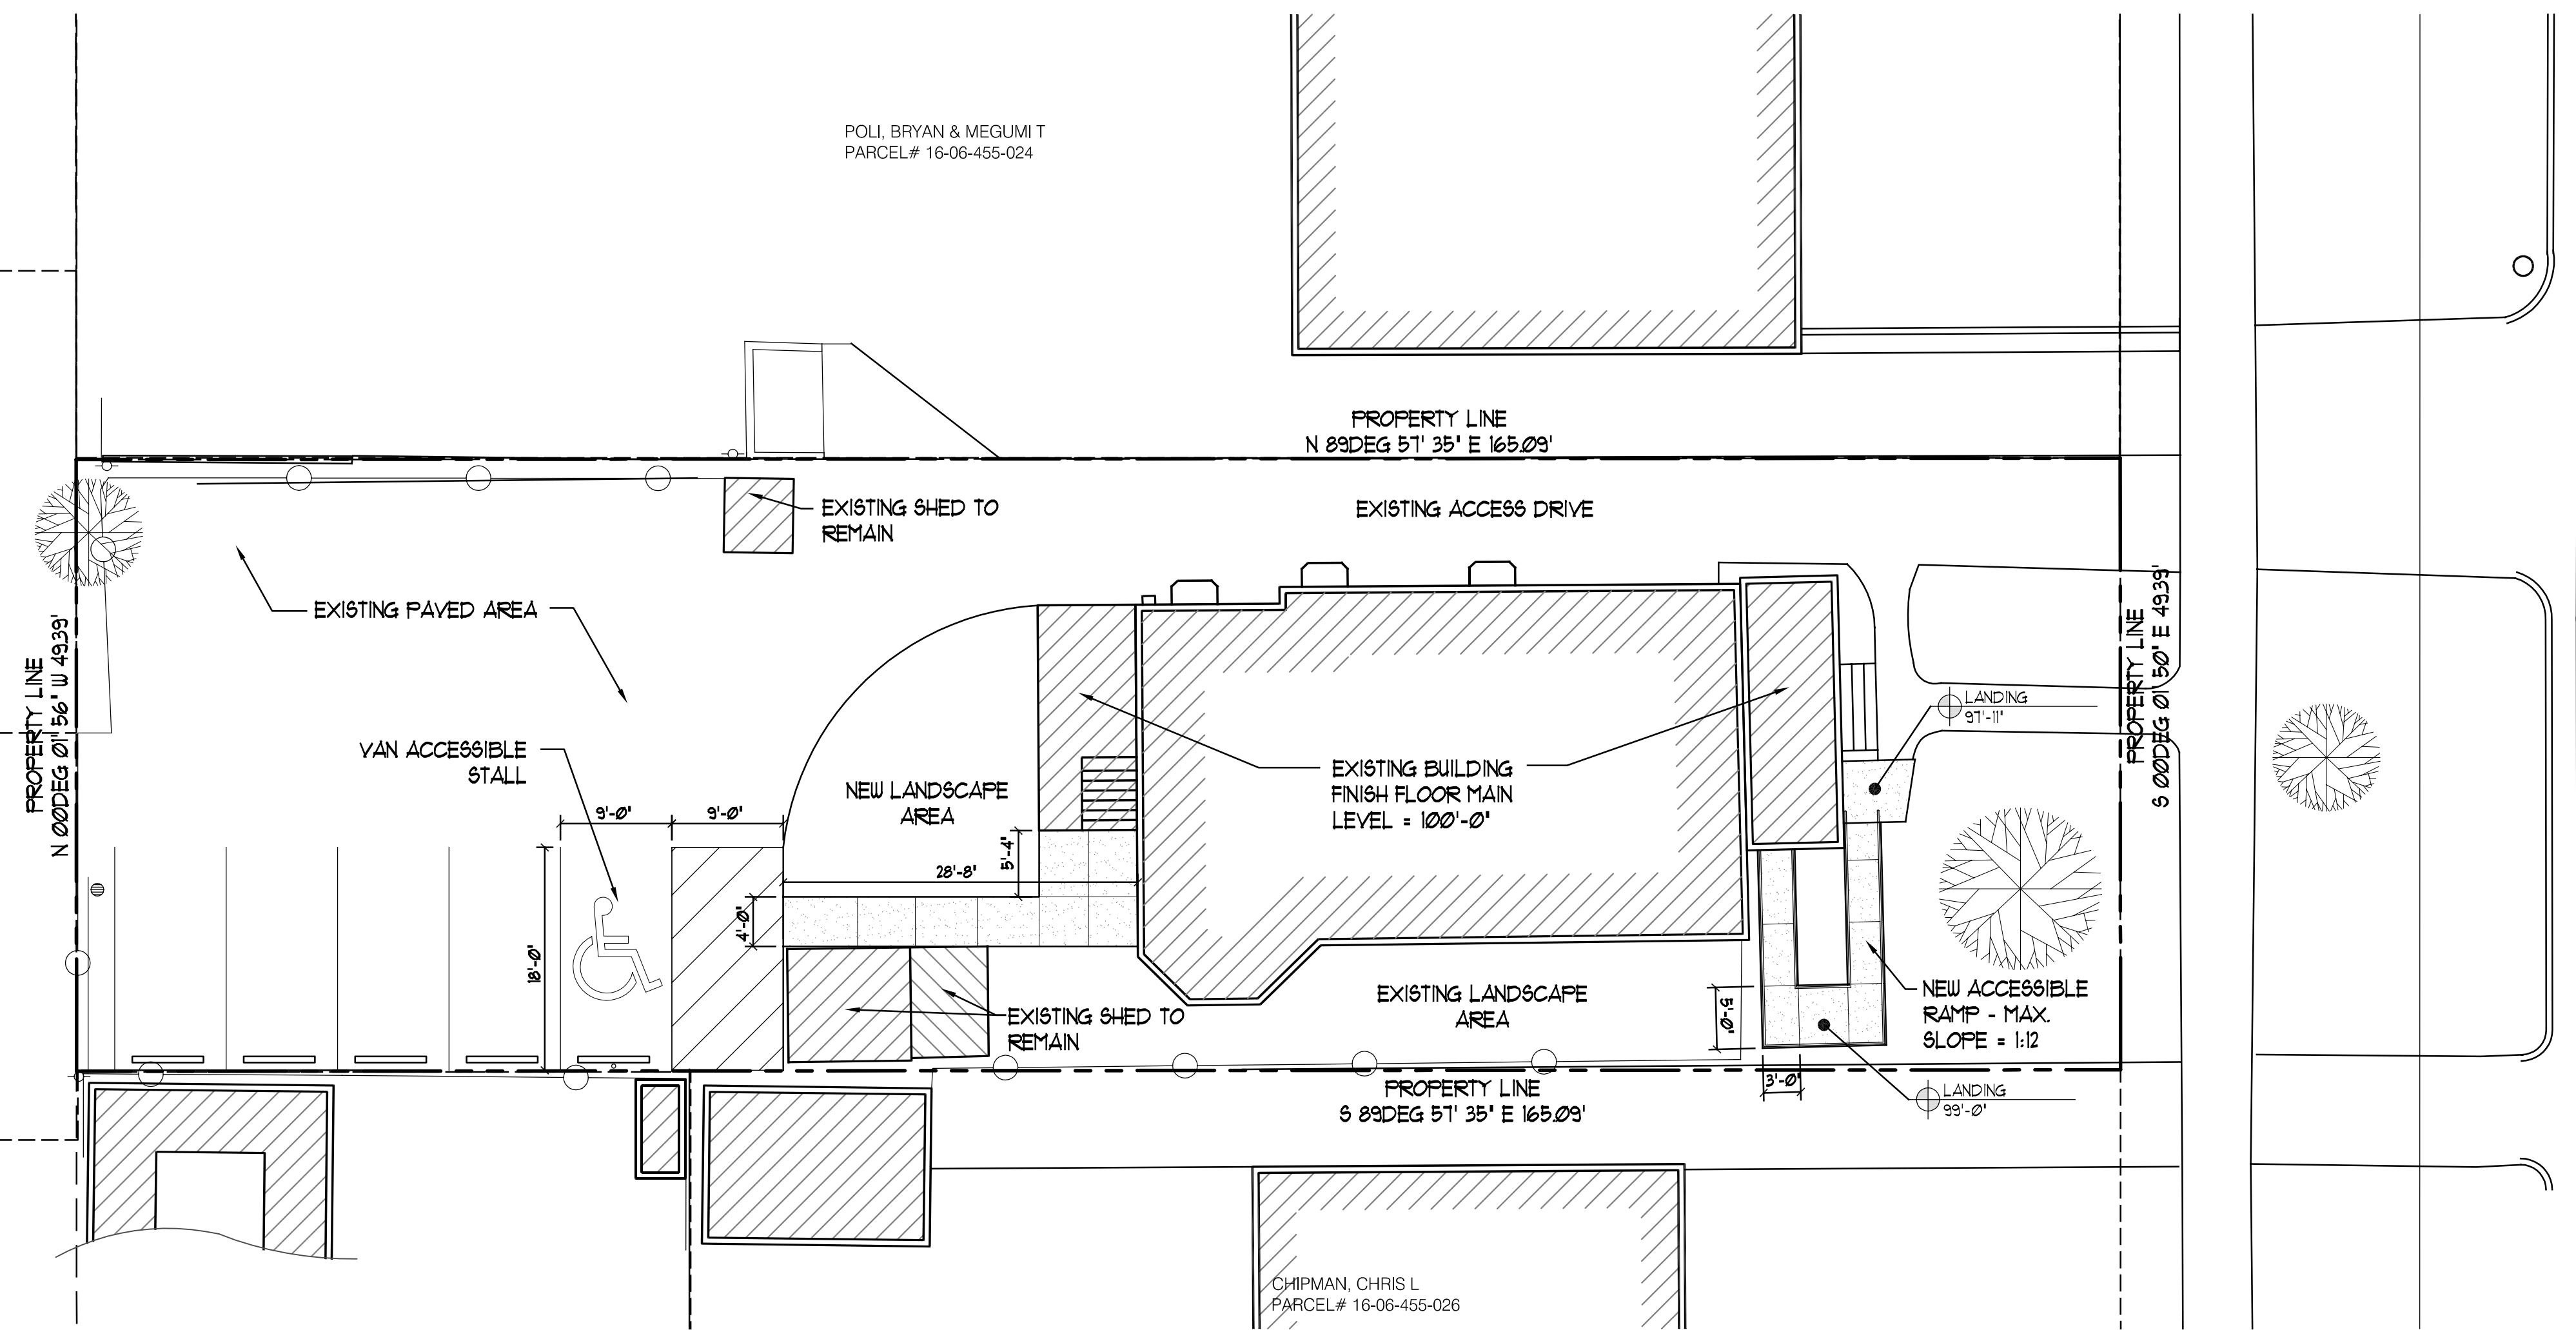 POLI, BRYAN & MEGUMI T
PARCEL# 16-06-455-024
PROPERTY LINE
N 89DEG 57' 35" E 165.09'
EXISTING SHED TO
REMAIN
EXISTING ACCESS DRIVE
EXISTING PAVED AREA
PROPERTY LINE
N 00DEG 01' 56" W 49.39'
PROPERTY LINE
S 00DEG 01' 50" E 49.39'
VAN ACCESSIBLE
STALL
LANDING
97'-11"
NEW LANDSCAPE
AREA
EXISTING BUILDING
FINISH FLOOR MAIN
LEVEL = 100'-0"
9'-0"
9'-0"
5'-4"
28'-8"
4'-0"
18'-0"
EXISTING SHED TO
REMAIN
EXISTING LANDSCAPE
AREA
5'-0"
NEW ACCESSIBLE
RAMP - MAX.
SLOPE = 1:12
3'-0"
LANDING
99'-0"
PROPERTY LINE
S 89DEG 57' 35" E 165.09'
CHIPMAN, CHRIS L
PARCEL# 16-06-455-026